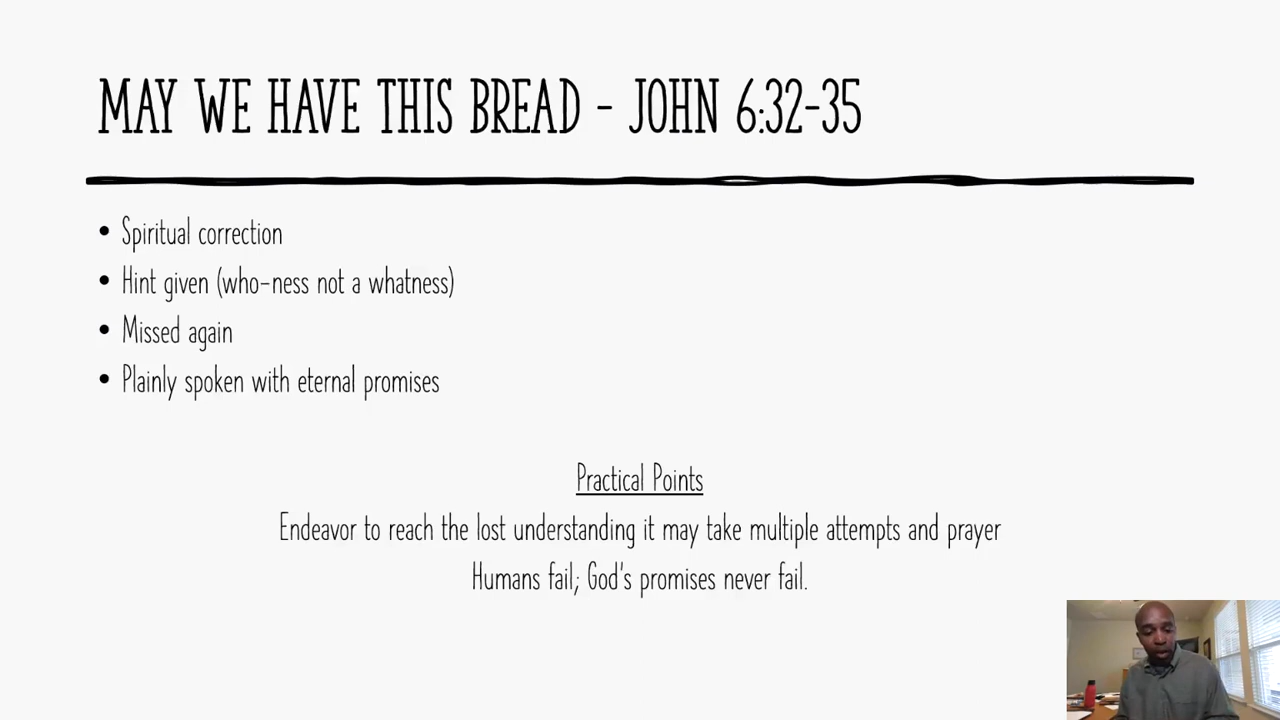 MAY WE HAVE THIS BREAD - JOHN 6:32-35
• Spiritual correction
• Hint given (who-ness not a whatness)
• Missed again
• Plainly spoken with eternal promises
Practical Points
Endeavor to reach the lost understanding it may take multiple attempts and prayer
Humans fail; God's promises never fail.